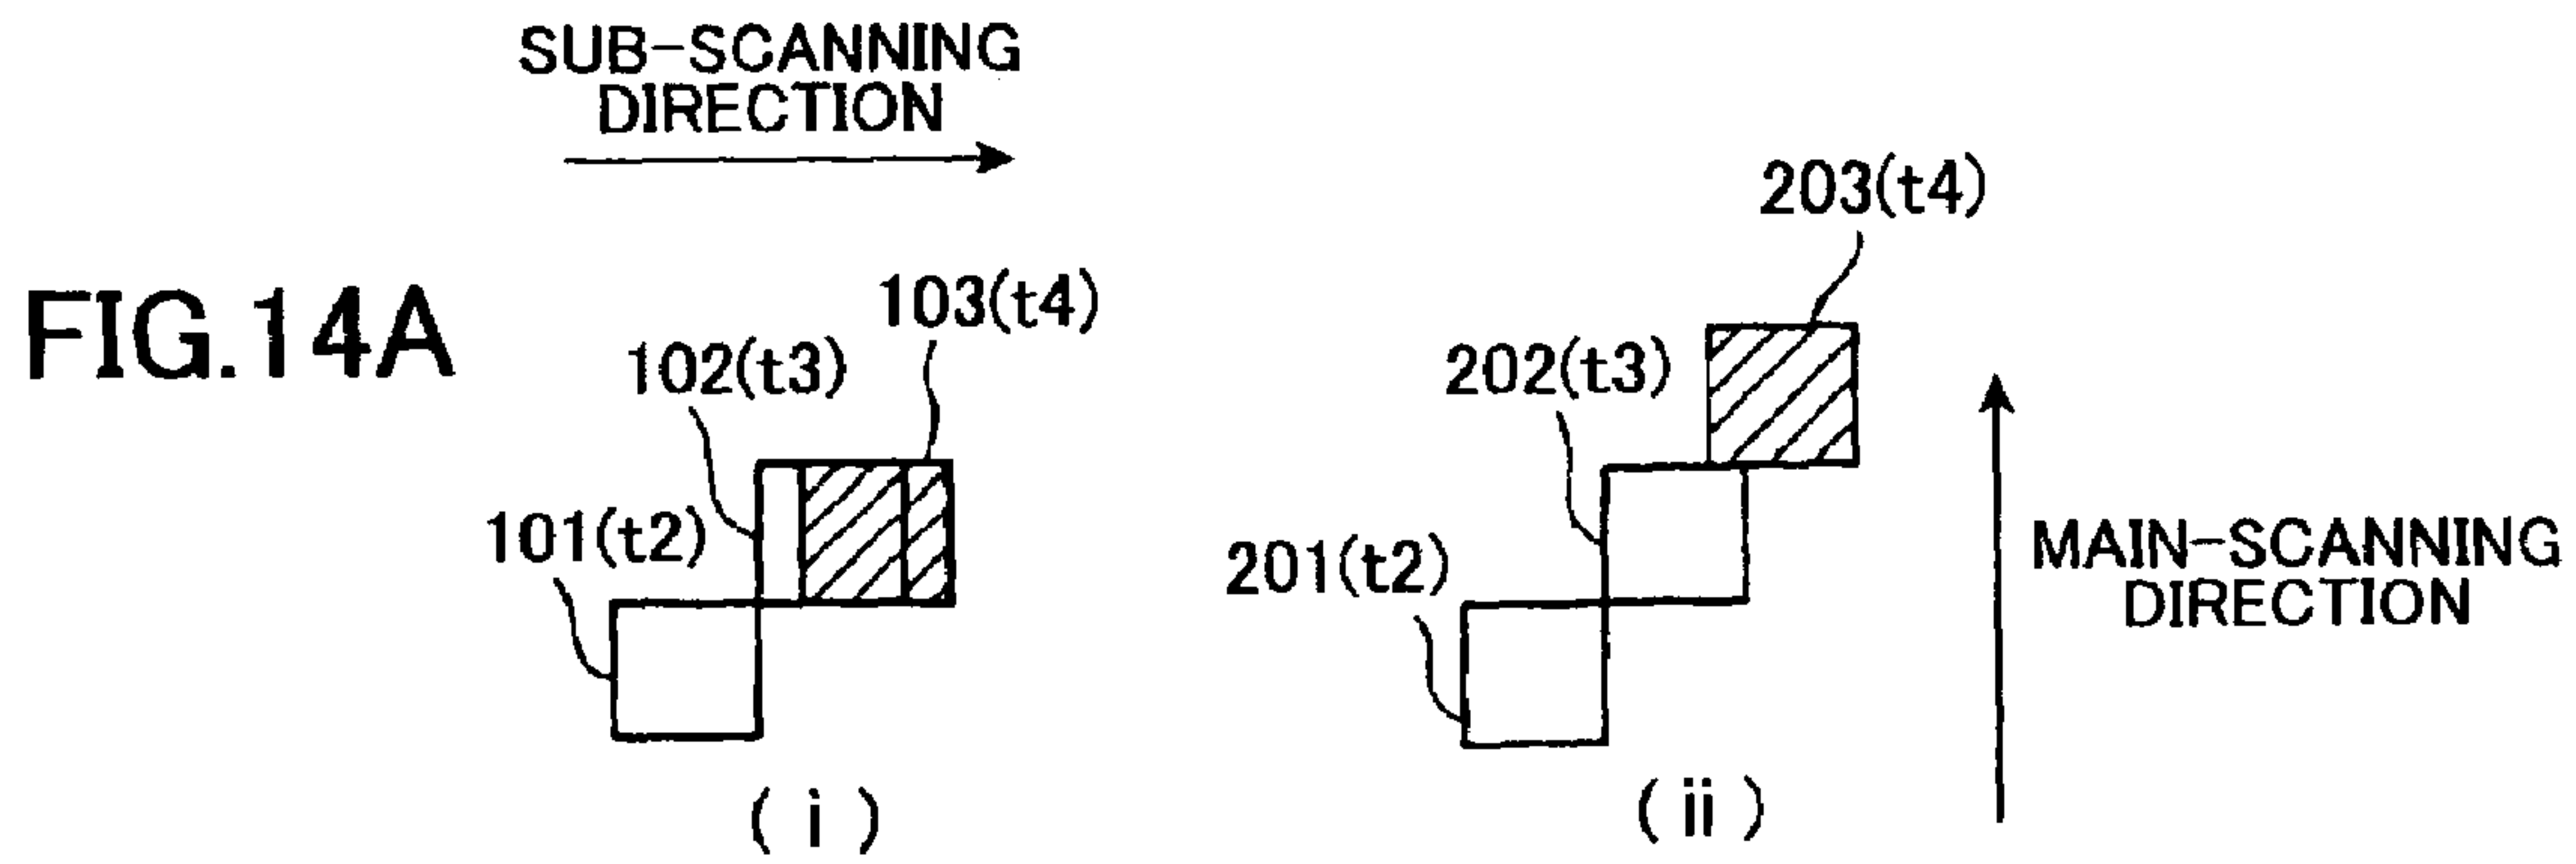 SUB-SCANNING
DIRECTION
203(t4)
FIG.14A
103(t4)
102(t3)
202(t3)
101(t2)
201(t2)
MAIN-SCANNING
DIRECTION
( i )
( ii )